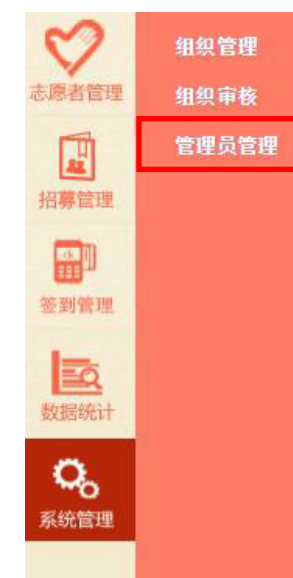 志愿者管理
招募管理
签到管理
数据统计
系统管理
组织管理
组织审核
管理员管理